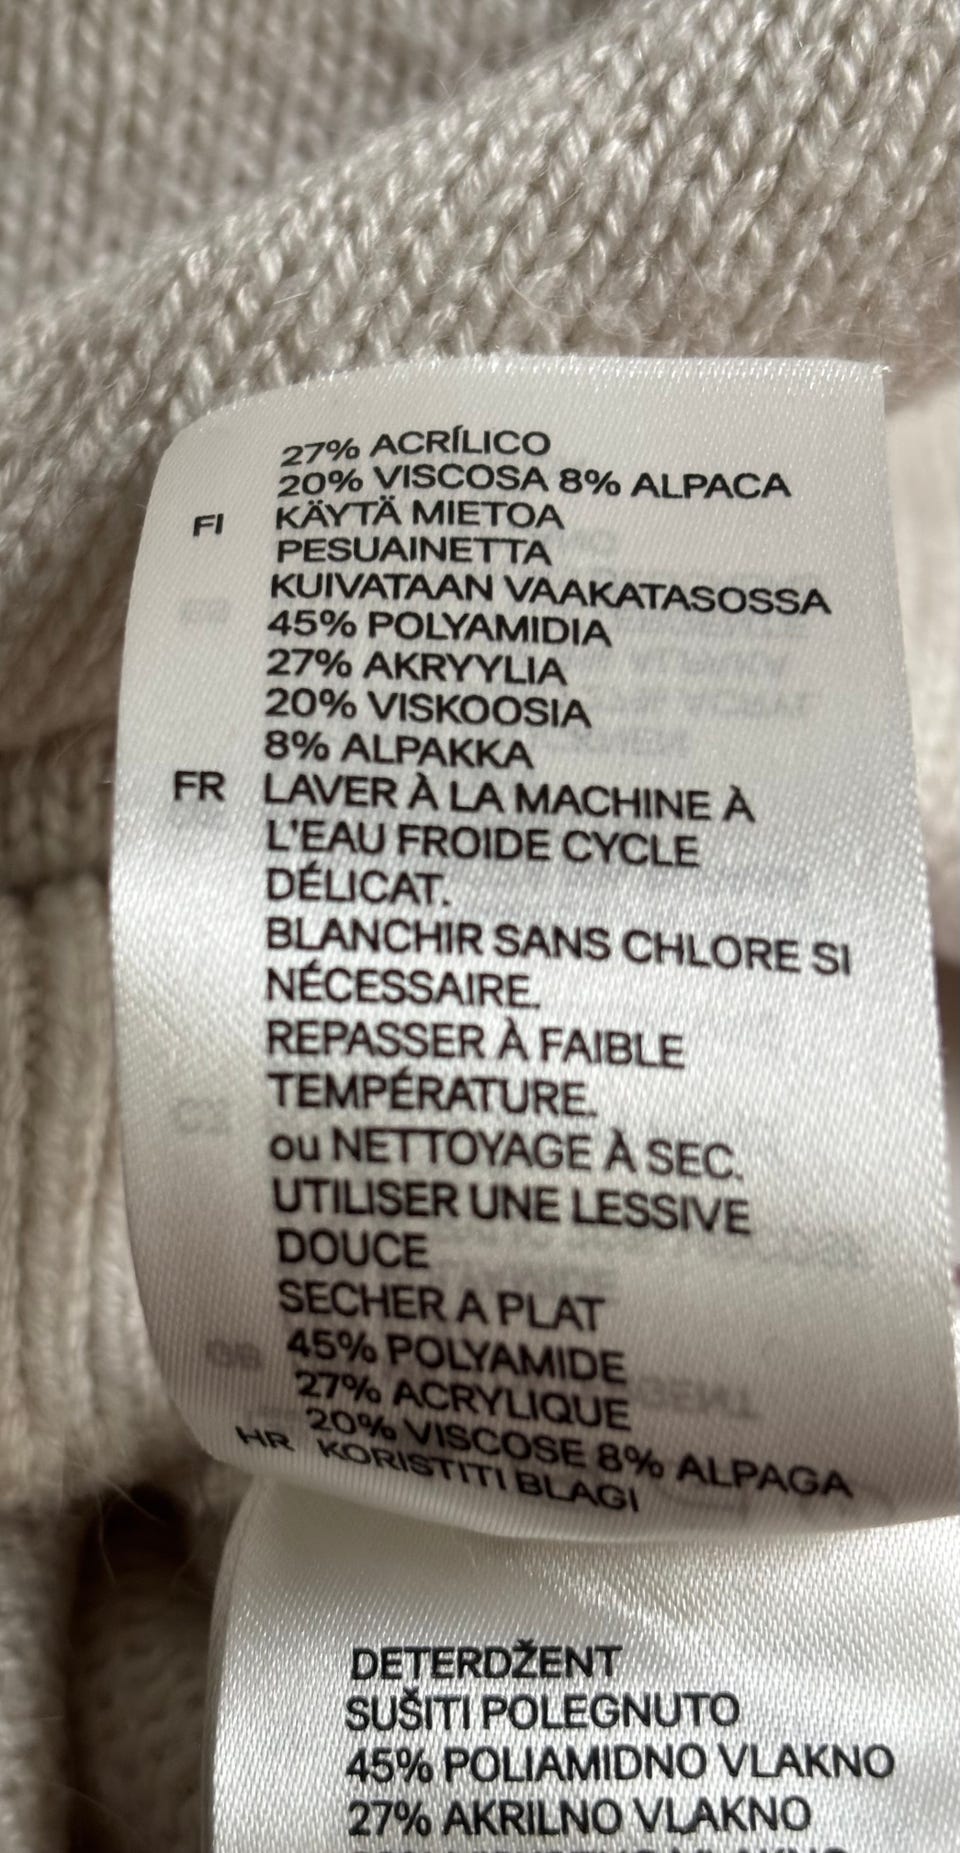 27% ACRÍLICO
20% VISCOSA 8% ALPACA
FI KÄYTÄ MIETOA
PESUAINETTA
KUIVATAAN VAAKATASOSSA
45% POLYAMIDIA
27% AKRYYLIA
20% VISKOOSIA
8% ALPAKKA
FR LAVER À LA MACHINE À
L'EAU FROIDE CYCLE
DÉLICAT.
BLANCHIR SANS CHLORE SI
NÉCESSAIRE.
REPASSER À FAIBLE
TEMPÉRATURE.
ou NETTOYAGE À SEC.
UTILISER UNE LESSIVE
DOUCE
SECHER A PLAT
45% POLYAMIDE
27% ACRYLIQUE
20% VISCOSE 8% ALPAGA
HR KORISTITI BLAGI
DETERDŽENT
SUŠITI POLEGNUTO
45% POLIAMIDNO VLAKNO
27% AKRILNO VLAKNO